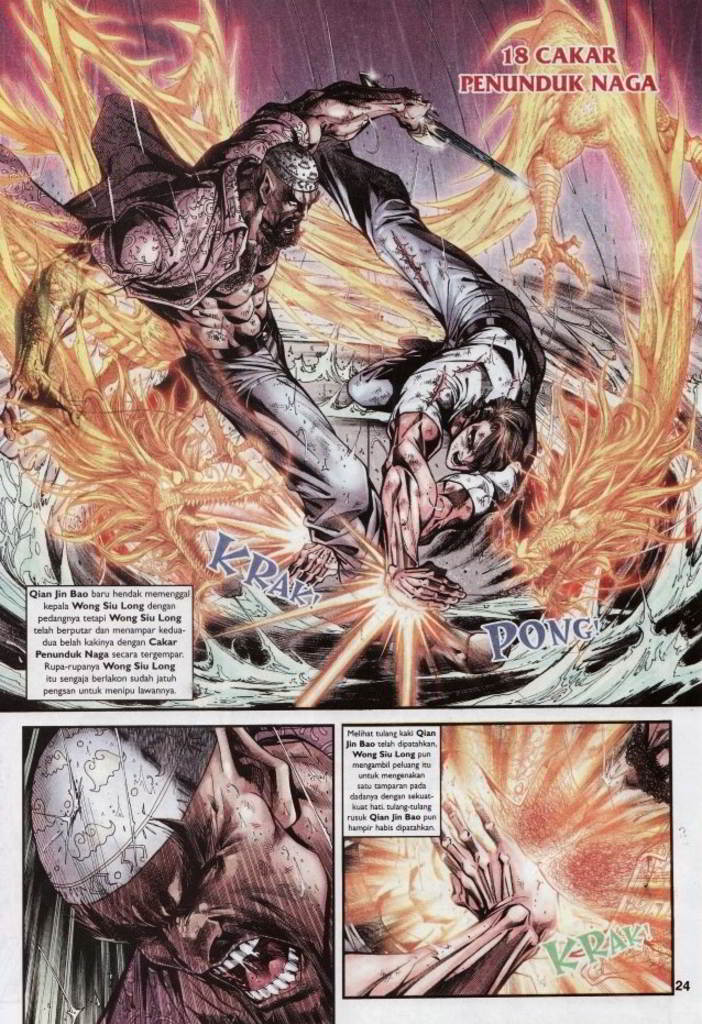 18 CAKAR
PENUNDUK NAGA
KRAK!
PONG!
Qian Jin Bao baru hendak memenggal
kepala Wong Siu Long dengan
pedangnya tetapi Wong Siu Long
telah berputar dan menampar kedua-
dua belah kakinya dengan Cakar
Penunduk Naga secara tergempar.
Rupa-rupanya Wong Siu Long
itu sengaja berlakon sudah jatuh
pengsan untuk menipu lawannya.
Melihat tulang kaki Qian
Jin Bao telah dipatahkan,
Wong Siu Long pun
mengambil peluang itu
untuk mengenakan
satu tamparan pada
dadanya dengan sekuat-
kuat hati. tulang-tulang
rusuk Qian Jin Bao pun
hampir habis dipatahkan.
KRAK!
24